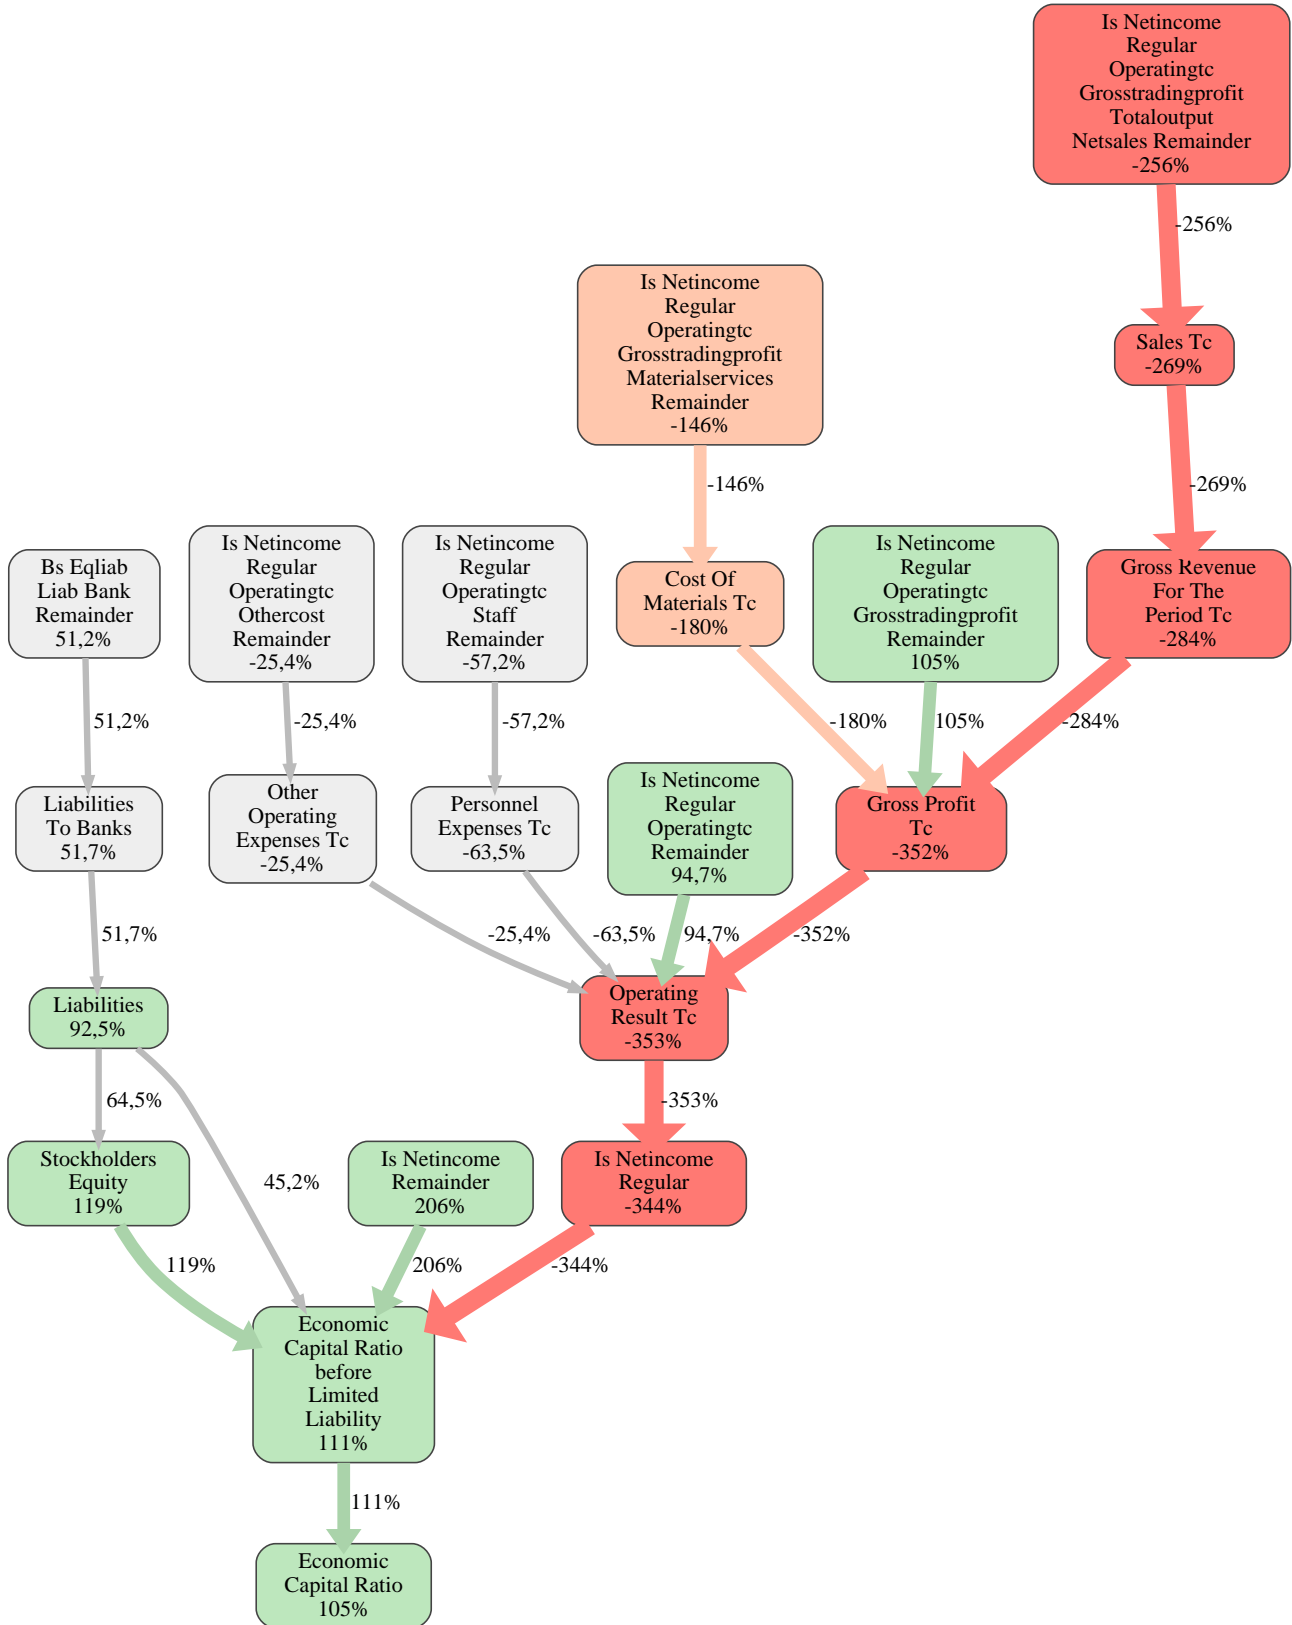 Is Netincome
Regular
Operatingtc
Grosstradingprofit
Totaloutput
Netsales Remainder
-256%
-256%
Is Netincome
Regular
Operatingtc
Grosstradingprofit
Materialservices
Remainder
-146%
Sales Tc
-269%
-146%
-269%
Bs Eqliab
Liab Bank
Remainder
51,2%
Is Netincome
Regular
Operatingtc
Othercost
Remainder
-25,4%
Is Netincome
Regular
Operatingtc
Staff
Remainder
-57,2%
Cost Of
Materials Tc
-180%
Is Netincome
Regular
Operatingtc
Grosstradingprofit
Remainder
105%
Gross Revenue
For The
Period Tc
-284%
51,2%
-25,4%
-57,2%
-180%
105%
-284%
Liabilities
To Banks
51,7%
Other
Operating
Expenses Tc
-25,4%
Personnel
Expenses Tc
-63,5%
Is Netincome
Regular
Operatingtc
Remainder
94,7%
Gross Profit
Tc
-352%
51,7%
-25,4%
-63,5%
94,7%
-352%
Liabilities
92,5%
Operating
Result Tc
-353%
64,5%
-353%
Stockholders
Equity
119%
45,2%
Is Netincome
Remainder
206%
Is Netincome
Regular
-344%
119%
206%
-344%
Economic
Capital Ratio
before
Limited
Liability
111%
111%
Economic
Capital Ratio
105%